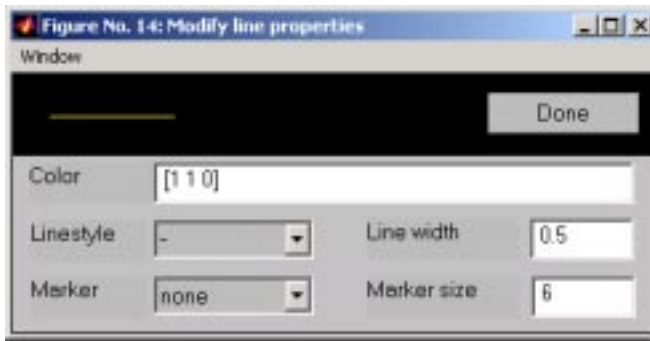 Figure No. 14: Modify line properties
Window
Done
Color [1 1 0]
Linestyle - Line width 0.5
Marker none Marker size 6